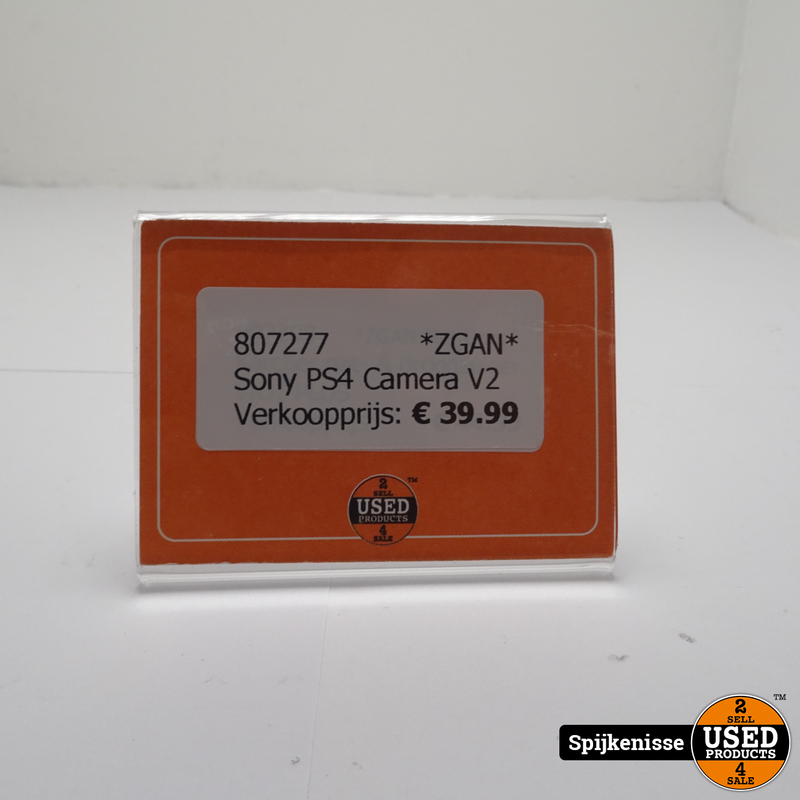 807277 *ZGAN*
Sony PS4 Camera V2
Verkoopprijs: € 39.99
2
SELL
USED
PRODUCTS
4
SALE
TM
Spijkenisse
2
SELL
USED
PRODUCTS
4
SALE
TM